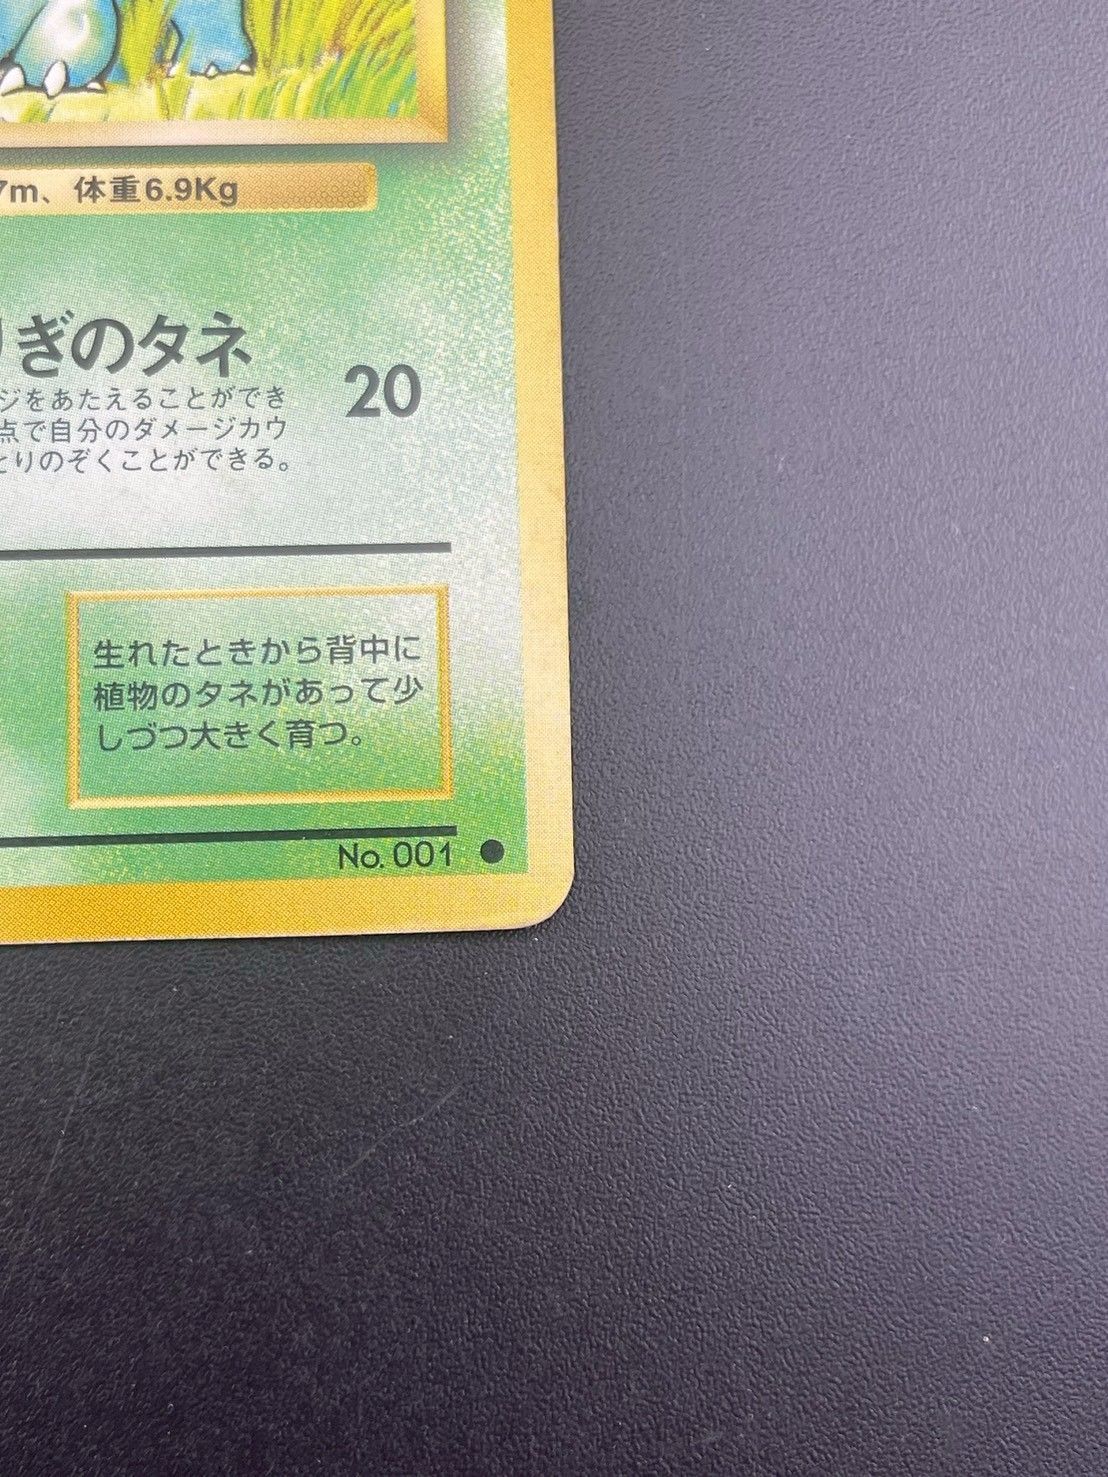 7m、体重6.9Kg
りぎのタネ
20
ジをあたえることができ
点で自分のダメージカウ
とりのぞくことができる。
生れたときから背中に
植物のタネがあって少
しづつ大きく育つ。
No. 001 ●